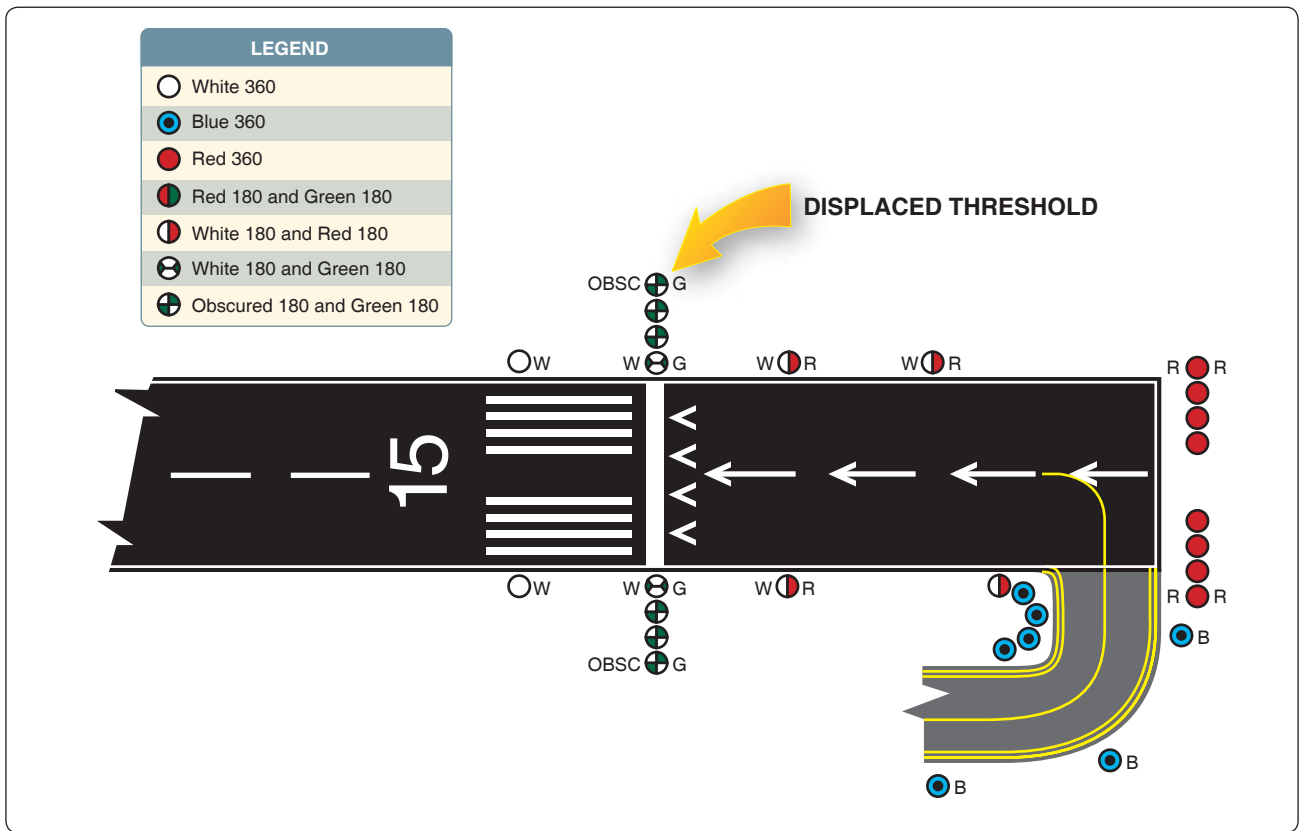 LEGEND
White 360
Blue 360
Red 360
Red 180 and Green 180
White 180 and Red 180
White 180 and Green 180
Obscured 180 and Green 180
DISPLACED THRESHOLD
OBSC G
W W G W R W R R R
15
W W G W R R R
B
OBSC G
B
B